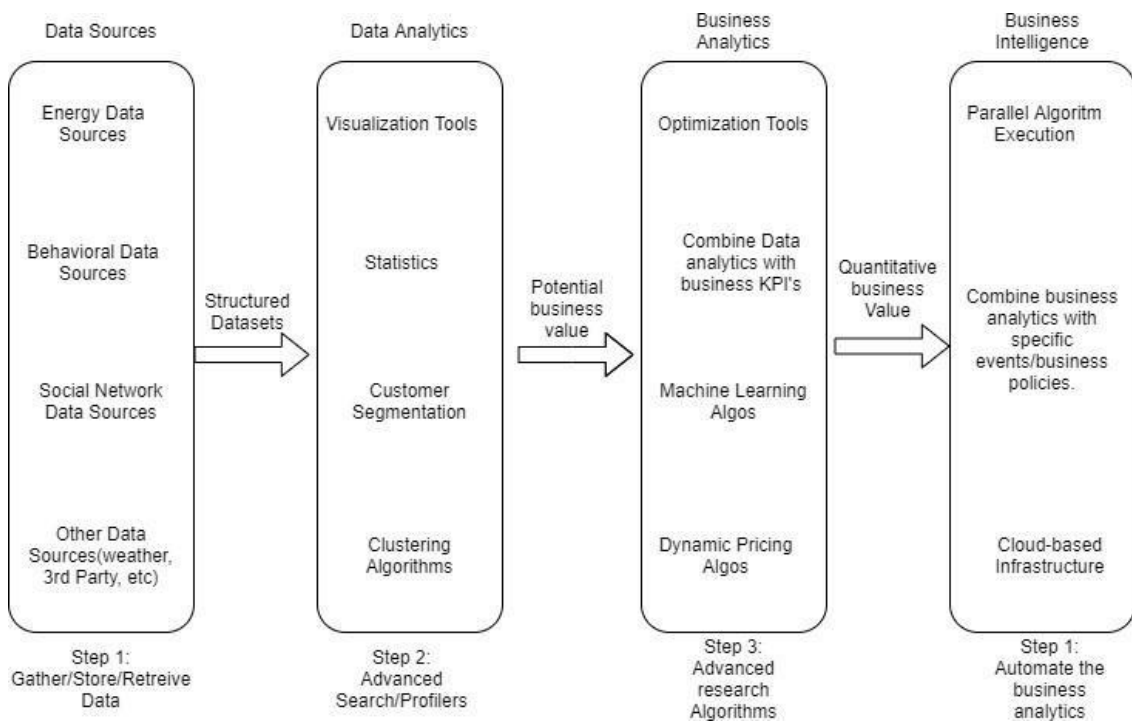 Data Sources
Energy Data
Sources
Behavioral Data
Sources
Social Network
Data Sources
Other Data
Sources(weather,
3rd Party, etc)
Step 1:
Gather/Store/Retreive
Data
Structured
Datasets
Data Analytics
Visualization Tools
Statistics
Customer
Segmentation
Clustering
Algorithms
Step 2:
Advanced
Search/Profilers
Potential
business
value
Business
Analytics
Optimization Tools
Combine Data
analytics with
business KPI's
Machine Learning
Algos
Dynamic Pricing
Algos
Step 3:
Advanced
research
Algorithms
Quantitative
business
Value
Business
Intelligence
Parallel Algoritm
Execution
Combine business
analytics with
specific
events/business
policies.
Cloud-based
Infrastructure
Step 1:
Automate the
business
analytics